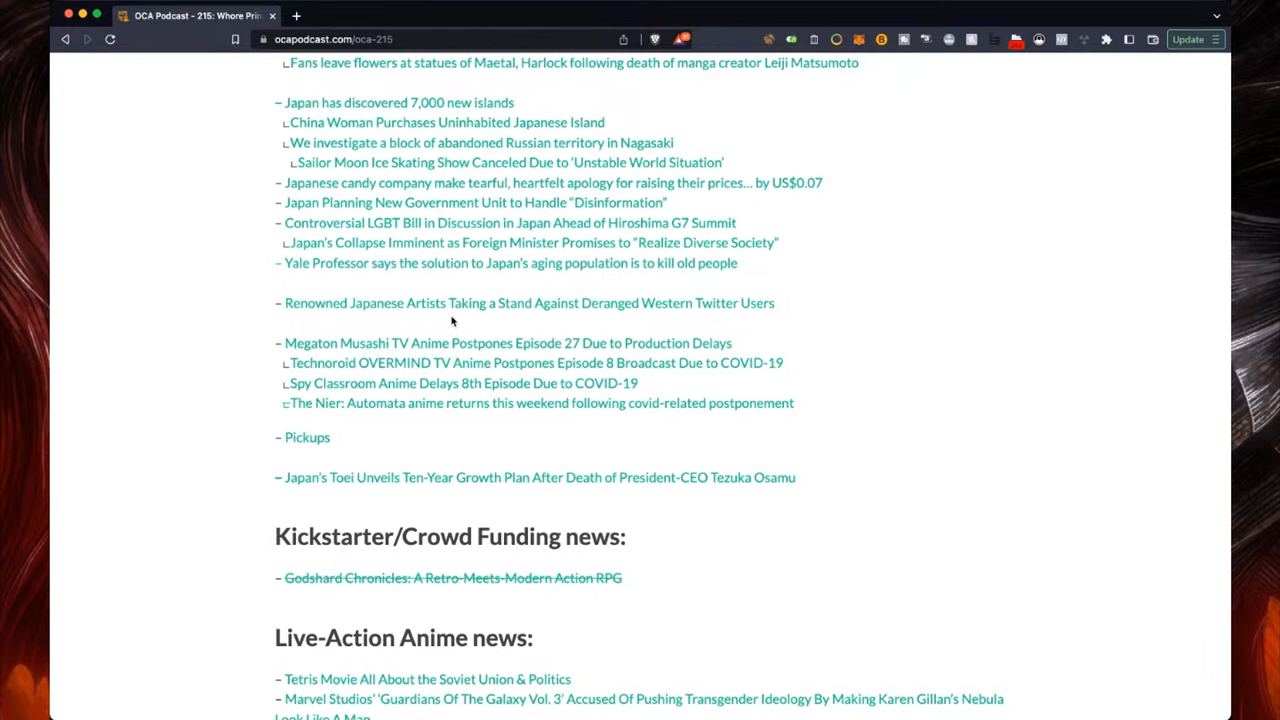 OCA Podcast - 215: Whore Prin
ocapodcast.com/oca-215
Update
Fans leave flowers at statues of Maetal, Harlock following death of manga creator Leiji Matsumoto
– Japan has discovered 7,000 new islands
China Woman Purchases Uninhabited Japanese Island
We investigate a block of abandoned Russian territory in Nagasaki
Sailor Moon Ice Skating Show Canceled Due to ‘Unstable World Situation’
– Japanese candy company make tearful, heartfelt apology for raising their prices… by US$0.07
– Japan Planning New Government Unit to Handle “Disinformation”
– Controversial LGBT Bill in Discussion in Japan Ahead of Hiroshima G7 Summit
Japan’s Collapse Imminent as Foreign Minister Promises to “Realize Diverse Society”
– Yale Professor says the solution to Japan’s aging population is to kill old people
– Renowned Japanese Artists Taking a Stand Against Deranged Western Twitter Users
– Megaton Musashi TV Anime Postpones Episode 27 Due to Production Delays
Technoroid OVERMIND TV Anime Postpones Episode 8 Broadcast Due to COVID-19
Spy Classroom Anime Delays 8th Episode Due to COVID-19
The Nier: Automata anime returns this weekend following covid-related postponement
– Pickups
– Japan’s Toei Unveils Ten-Year Growth Plan After Death of President-CEO Tezuka Osamu
Kickstarter/Crowd Funding news:
– Godshard Chronicles: A Retro-Meets-Modern Action RPG
Live-Action Anime news:
– Tetris Movie All About the Soviet Union & Politics
– Marvel Studios’ ‘Guardians Of The Galaxy Vol. 3’ Accused Of Pushing Transgender Ideology By Making Karen Gillan’s Nebula
Look Like A Man